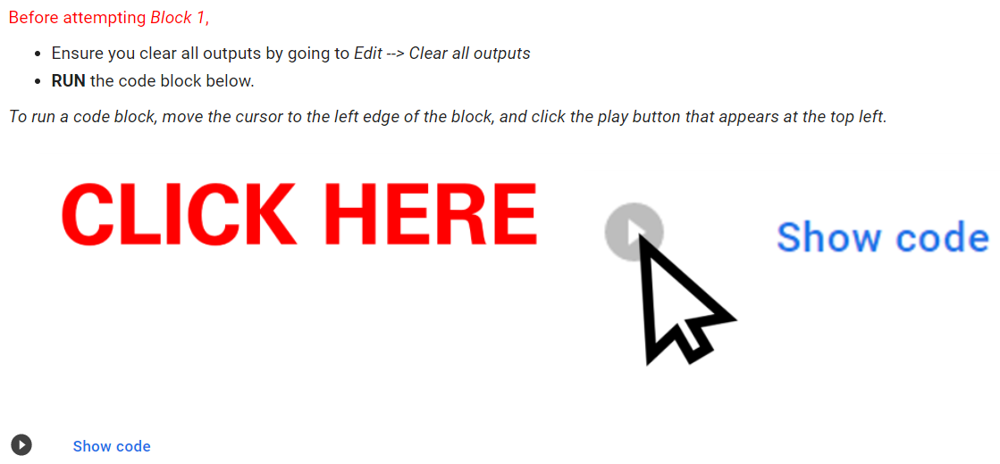 Before attempting Block 1,
Ensure you clear all outputs by going to Edit --> Clear all outputs
RUN the code block below.
To run a code block, move the cursor to the left edge of the block, and click the play button that appears at the top left.
CLICK HERE
Show code
Show code